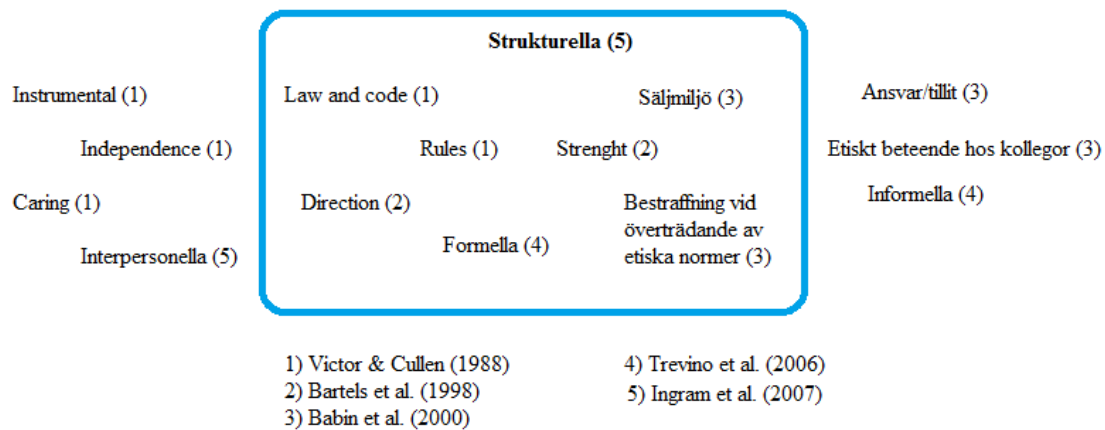 Strukturella (5)
Instrumental (1)
Law and code (1)
Säljmiljö (3)
Ansvar/tillit (3)
Independence (1)
Rules (1)
Strenght (2)
Etiskt beteende hos kollegor (3)
Caring (1)
Direction (2)
Bestraffning vid
överträdande av
etiska normer (3)
Informella (4)
Interpersonella (5)
Formella (4)
1) Victor & Cullen (1988)
2) Bartels et al. (1998)
3) Babin et al. (2000)
4) Trevino et al. (2006)
5) Ingram et al. (2007)